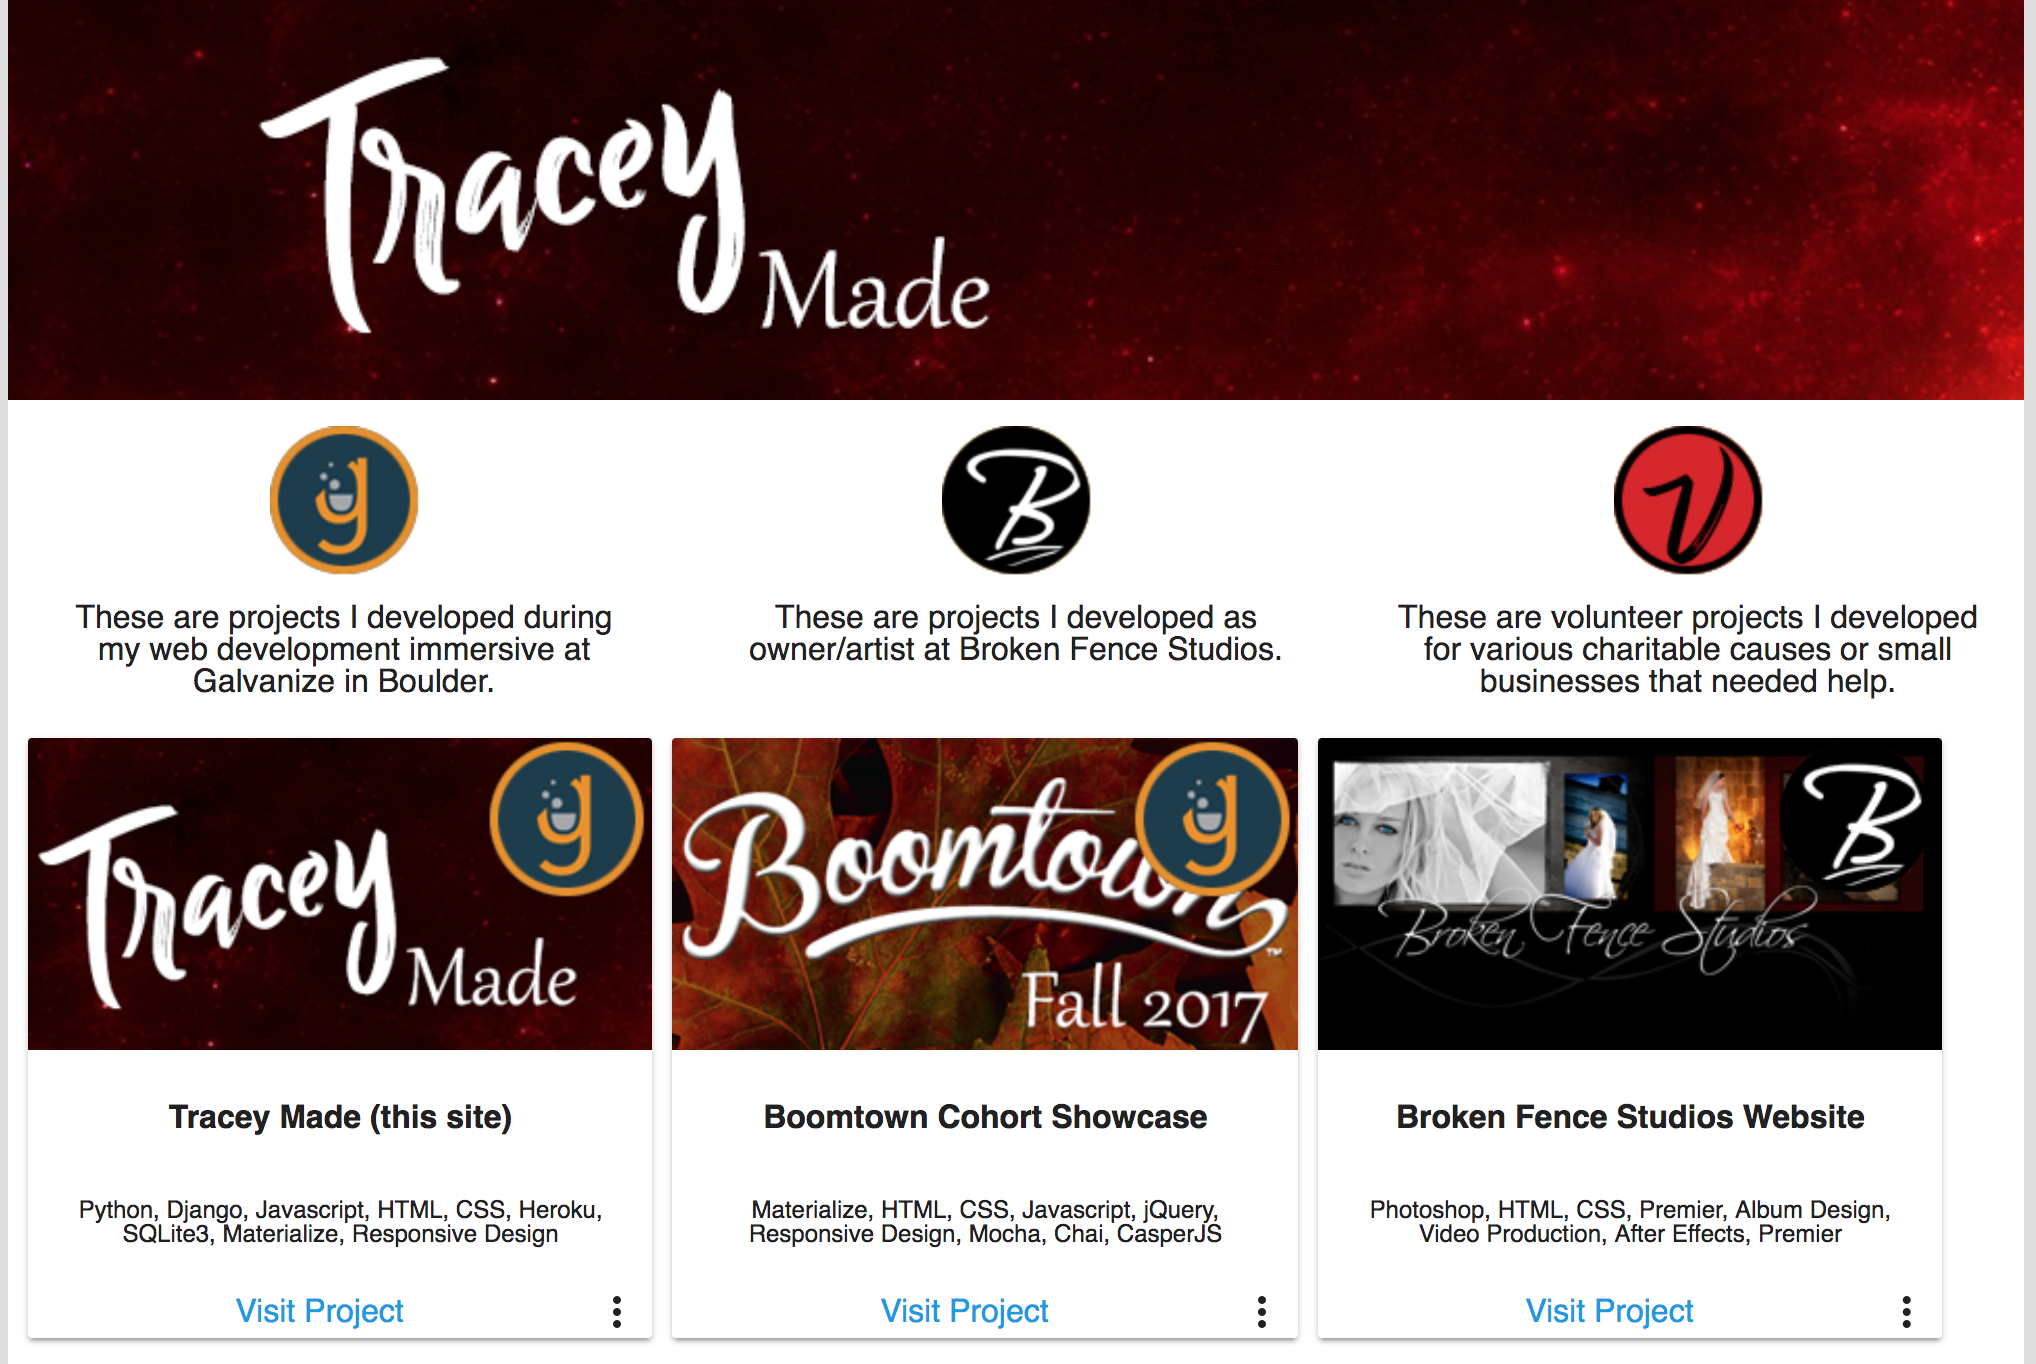 Tracey
Made
g
B
V
These are projects I developed during
my web development immersive at
Galvanize in Boulder.
These are projects I developed as
owner/artist at Broken Fence Studios.
These are volunteer projects I developed
for various charitable causes or small
businesses that needed help.
Tracey
Made
g
Boomtown™
Fall 2017
g
Broken Fence Studios
B
Tracey Made (this site)
Python, Django, Javascript, HTML, CSS, Heroku,
SQLite3, Materialize, Responsive Design
Visit Project
Boomtown Cohort Showcase
Materialize, HTML, CSS, Javascript, jQuery,
Responsive Design, Mocha, Chai, CasperJS
Visit Project
Broken Fence Studios Website
Photoshop, HTML, CSS, Premier, Album Design,
Video Production, After Effects, Premier
Visit Project